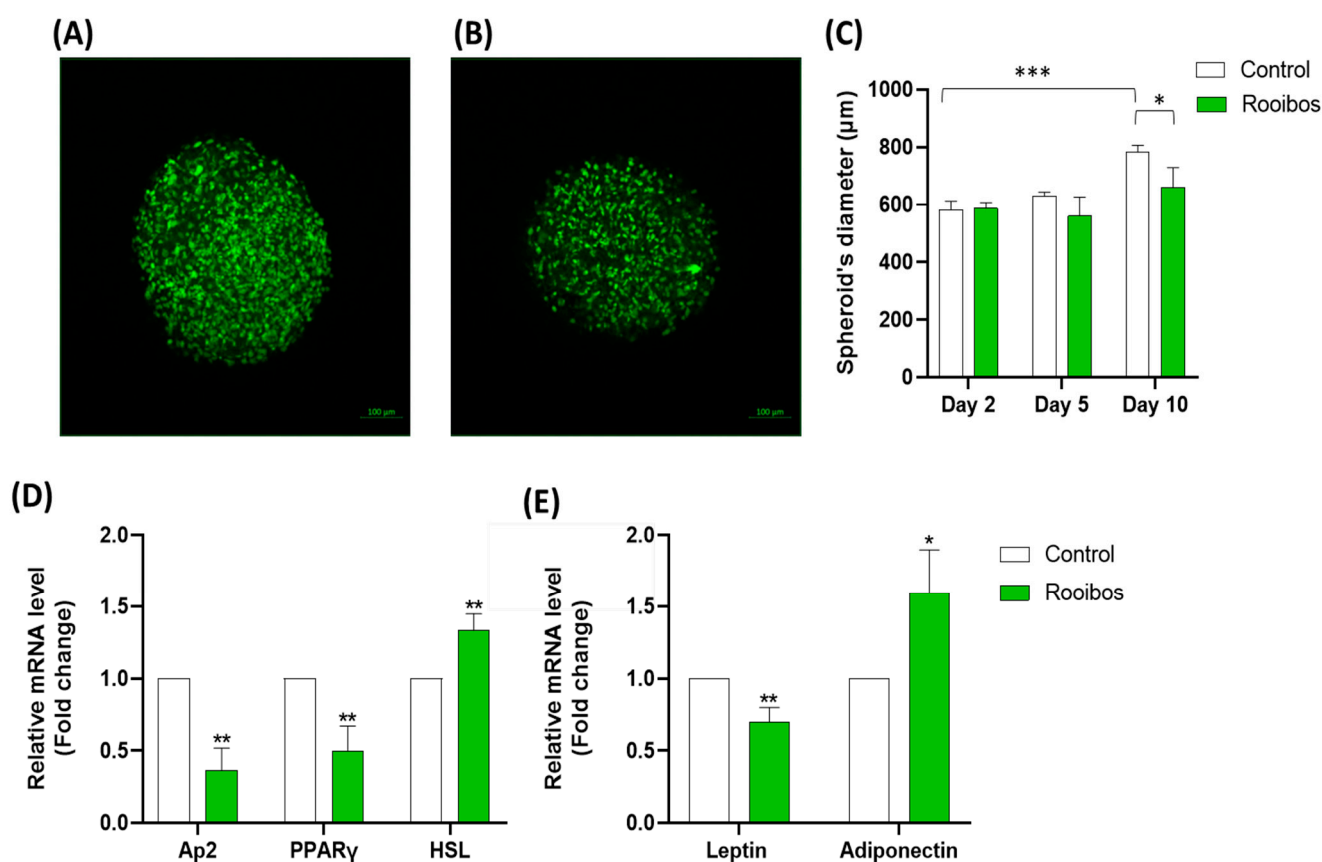 (A)
100 μm
(B)
100 μm
(C)
Spheroid's diameter (μm)
1000
800
600
400
200
0
***
*
Day 2
Day 5
Day 10
Control
Rooibos
(D)
Relative mRNA level
(Fold change)
2.0
1.5
1.0
0.5
0.0
**
**
**
Ap2
PPARγ
HSL
(E)
Relative mRNA level
(Fold change)
2.0
1.5
1.0
0.5
0.0
**
*
Leptin
Adiponectin
Control
Rooibos